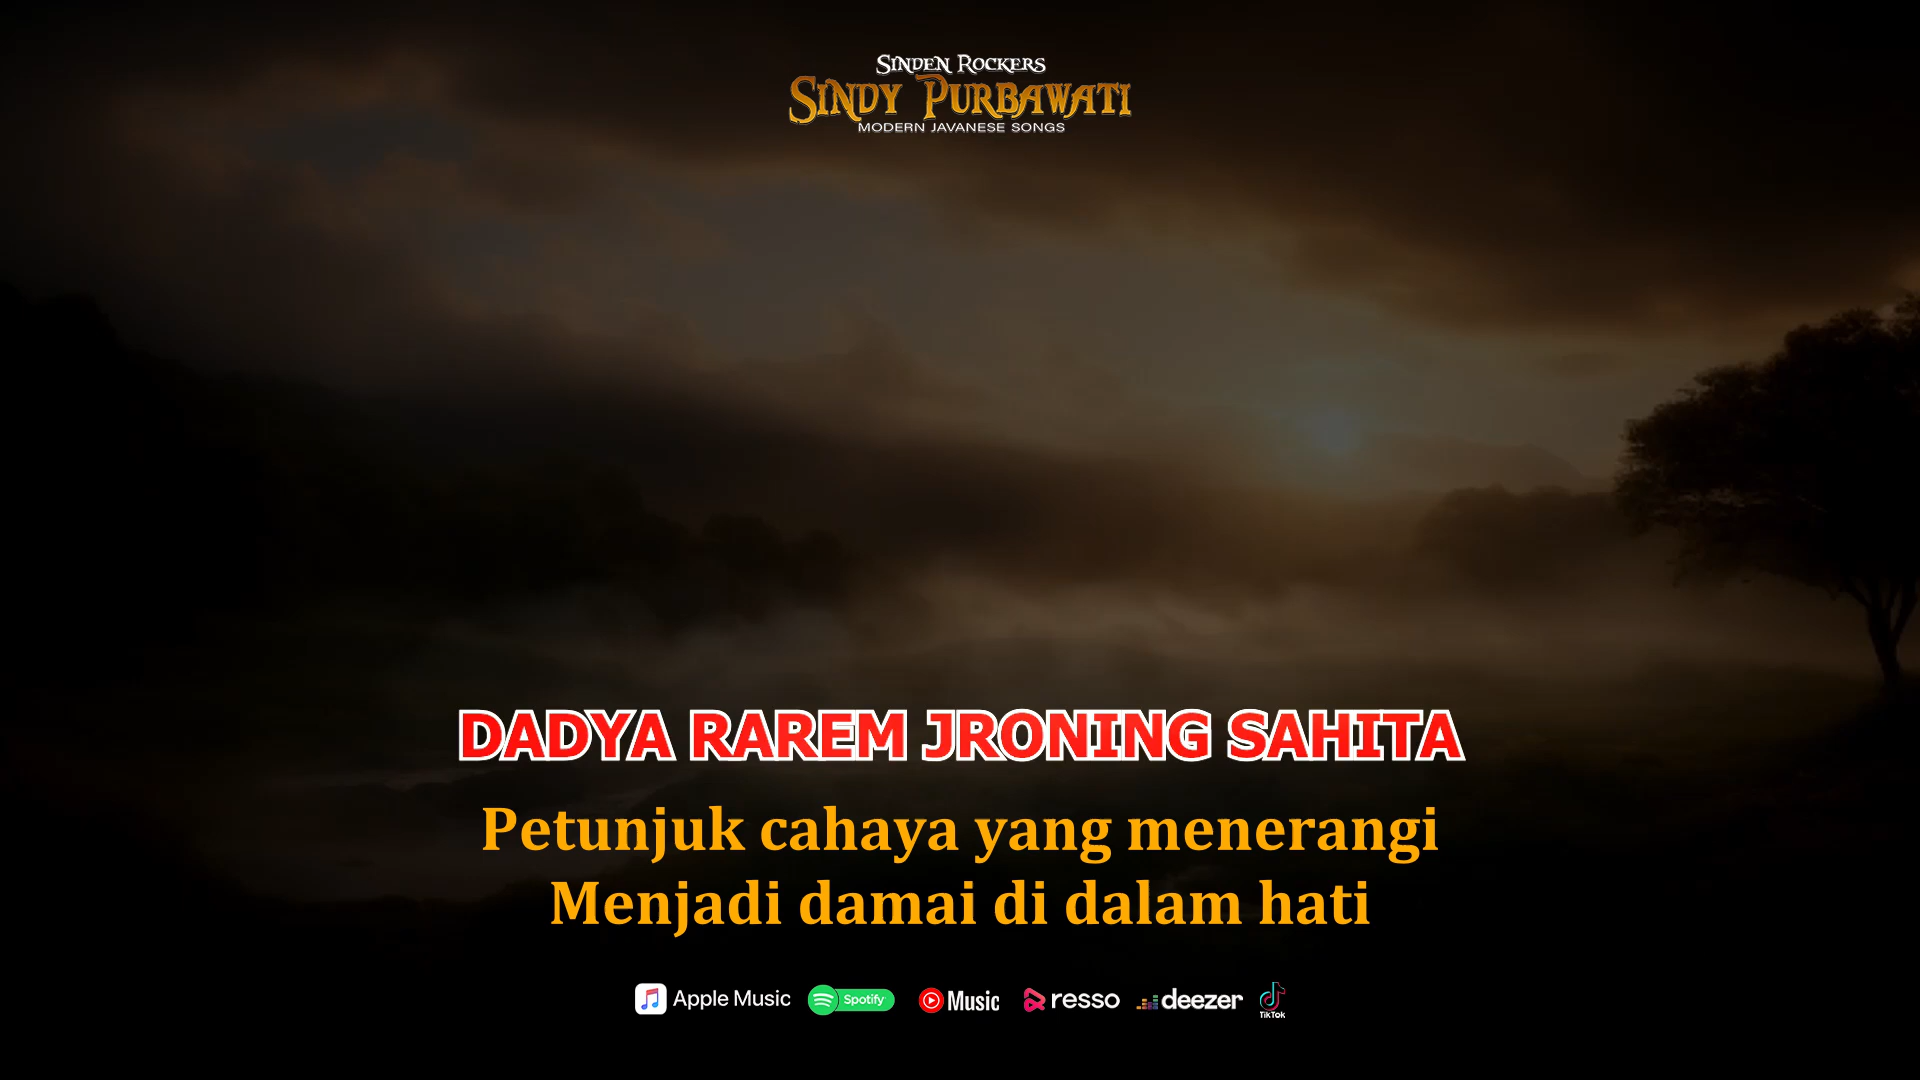 SINDEN ROCKERS
SINDY PURBAWATI
MODERN JAVANESE SONGS
DADYA RAREM JRONING SAHITA
Petunjuk cahaya yang menerangi
Menjadi damai di dalam hati
Apple Music Spotify Music resso deezer TikTok